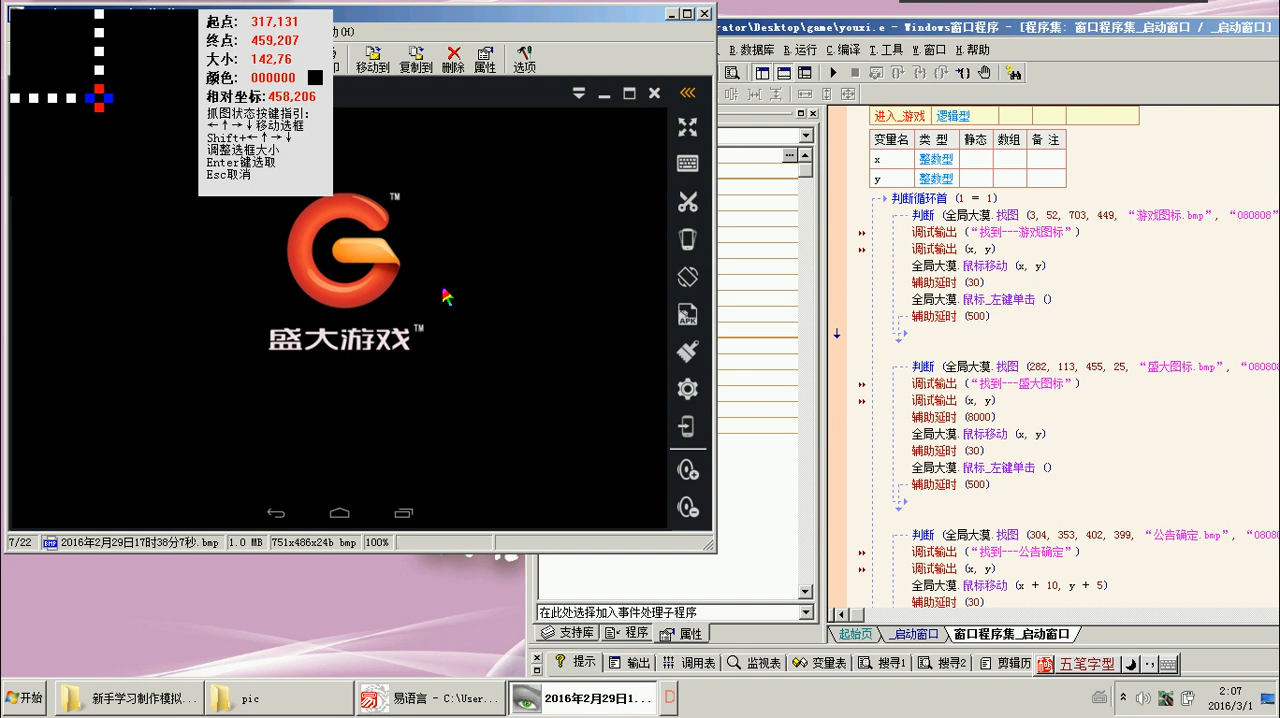 起点: 317,131
终点: 459,207
大小: 142,76
颜色: 000000
相对坐标:458,206
抓图状态按键指引:
←↑→↓移动选框
Shift+←↑→↓
调整选框大小
Enter键选取
Esc取消
移动到 复制到 删除 属性 选项
TM
盛大游戏TM
APK
7/22 2016年2月29日17时38分7秒.bmp 1.0 MB 751x486x24b bmp 100%
rator\Desktop\game\youxi.e - Windows窗口程序 - [程序集: 窗口程序集_启动窗口 / _启动窗口]
B.数据库 R.运行 C.编译 T.工具 W.窗口 H.帮助
进入_游戏 逻辑型
变量名 类 型 静态 数组 备 注
x 整数型
y 整数型
判断循环首 (1 = 1)
判断 (全局大漠.找图 (3, 52, 703, 449, “游戏图标.bmp”, “080808”
调试输出 (“找到---游戏图标”)
调试输出 (x, y)
全局大漠.鼠标移动 (x, y)
辅助延时 (30)
全局大漠.鼠标_左键单击 ()
辅助延时 (500)
判断 (全局大漠.找图 (282, 113, 455, 25, “盛大图标.bmp”, “080808
调试输出 (“找到---盛大图标”)
调试输出 (x, y)
辅助延时 (8000)
全局大漠.鼠标移动 (x, y)
辅助延时 (30)
全局大漠.鼠标_左键单击 ()
辅助延时 (500)
判断 (全局大漠.找图 (304, 353, 402, 399, “公告确定.bmp”, “08080
调试输出 (“找到---公告确定”)
调试输出 (x, y)
全局大漠.鼠标移动 (x + 10, y + 5)
辅助延时 (30)
在此处选择加入事件处理子程序
支持库 程序 属性
起始页 _启动窗口 窗口程序集_启动窗口
提示 输出 调用表 监视表 变量表 搜寻1 搜寻2 剪辑历
五笔字型
开始 新手学习制作模拟... pic 易语言 - C:\User... 2016年2月29日1... D
2:07
2016/3/1